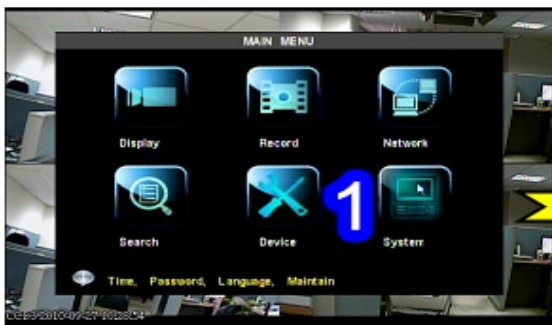 MAIN MENU
Display Record Network
1
Search Device System
Time, Password, Language, Maintain